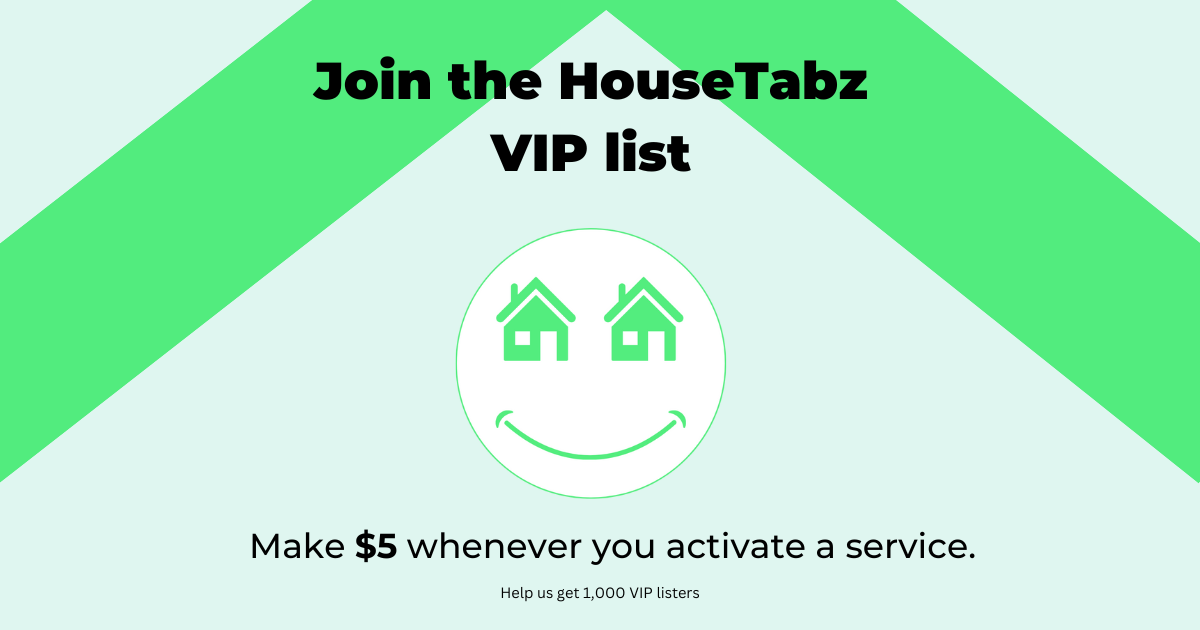 Join the HouseTabz
VIP list
Make $5 whenever you activate a service.
Help us get 1,000 VIP listers